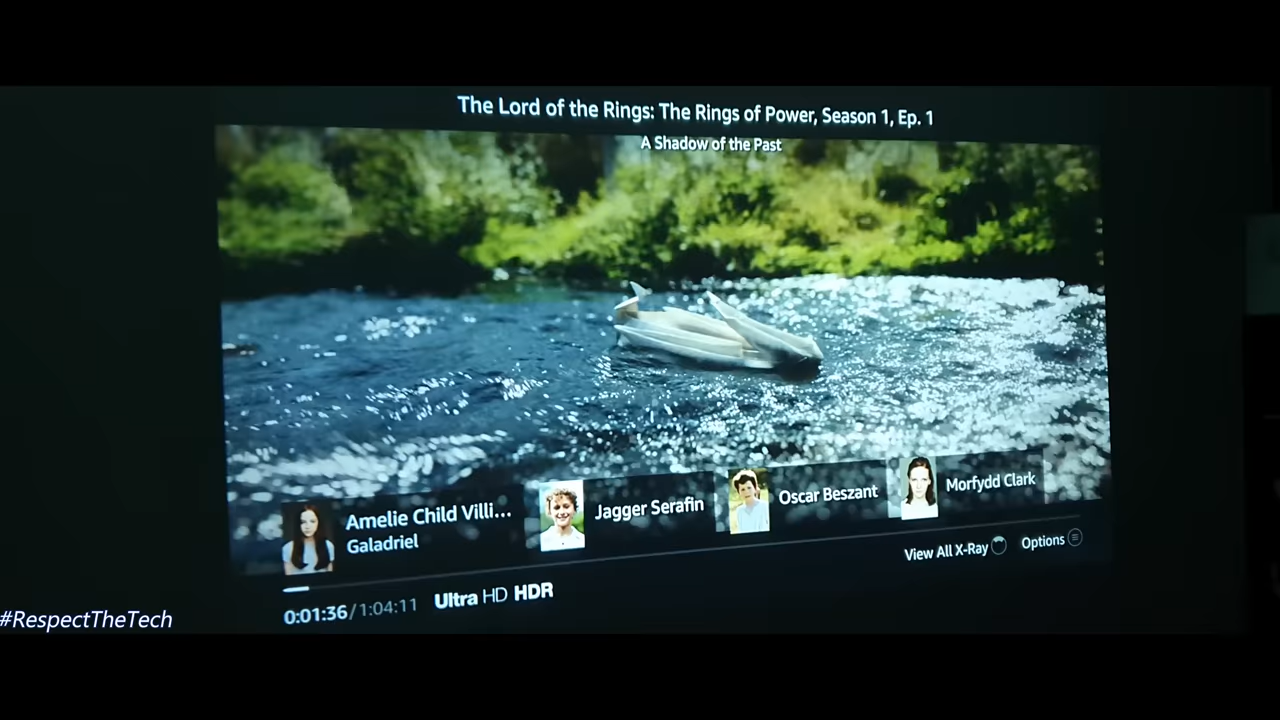 The Lord of the Rings: The Rings of Power, Season 1, Ep. 1
A Shadow of the Past
Amelie Child Villi...
Galadriel
Jagger Serafin
Oscar Beszant
Morfydd Clark
View All X-Ray
Options
0:01:36/1:04:11 Ultra HD HDR
#RespectTheTech